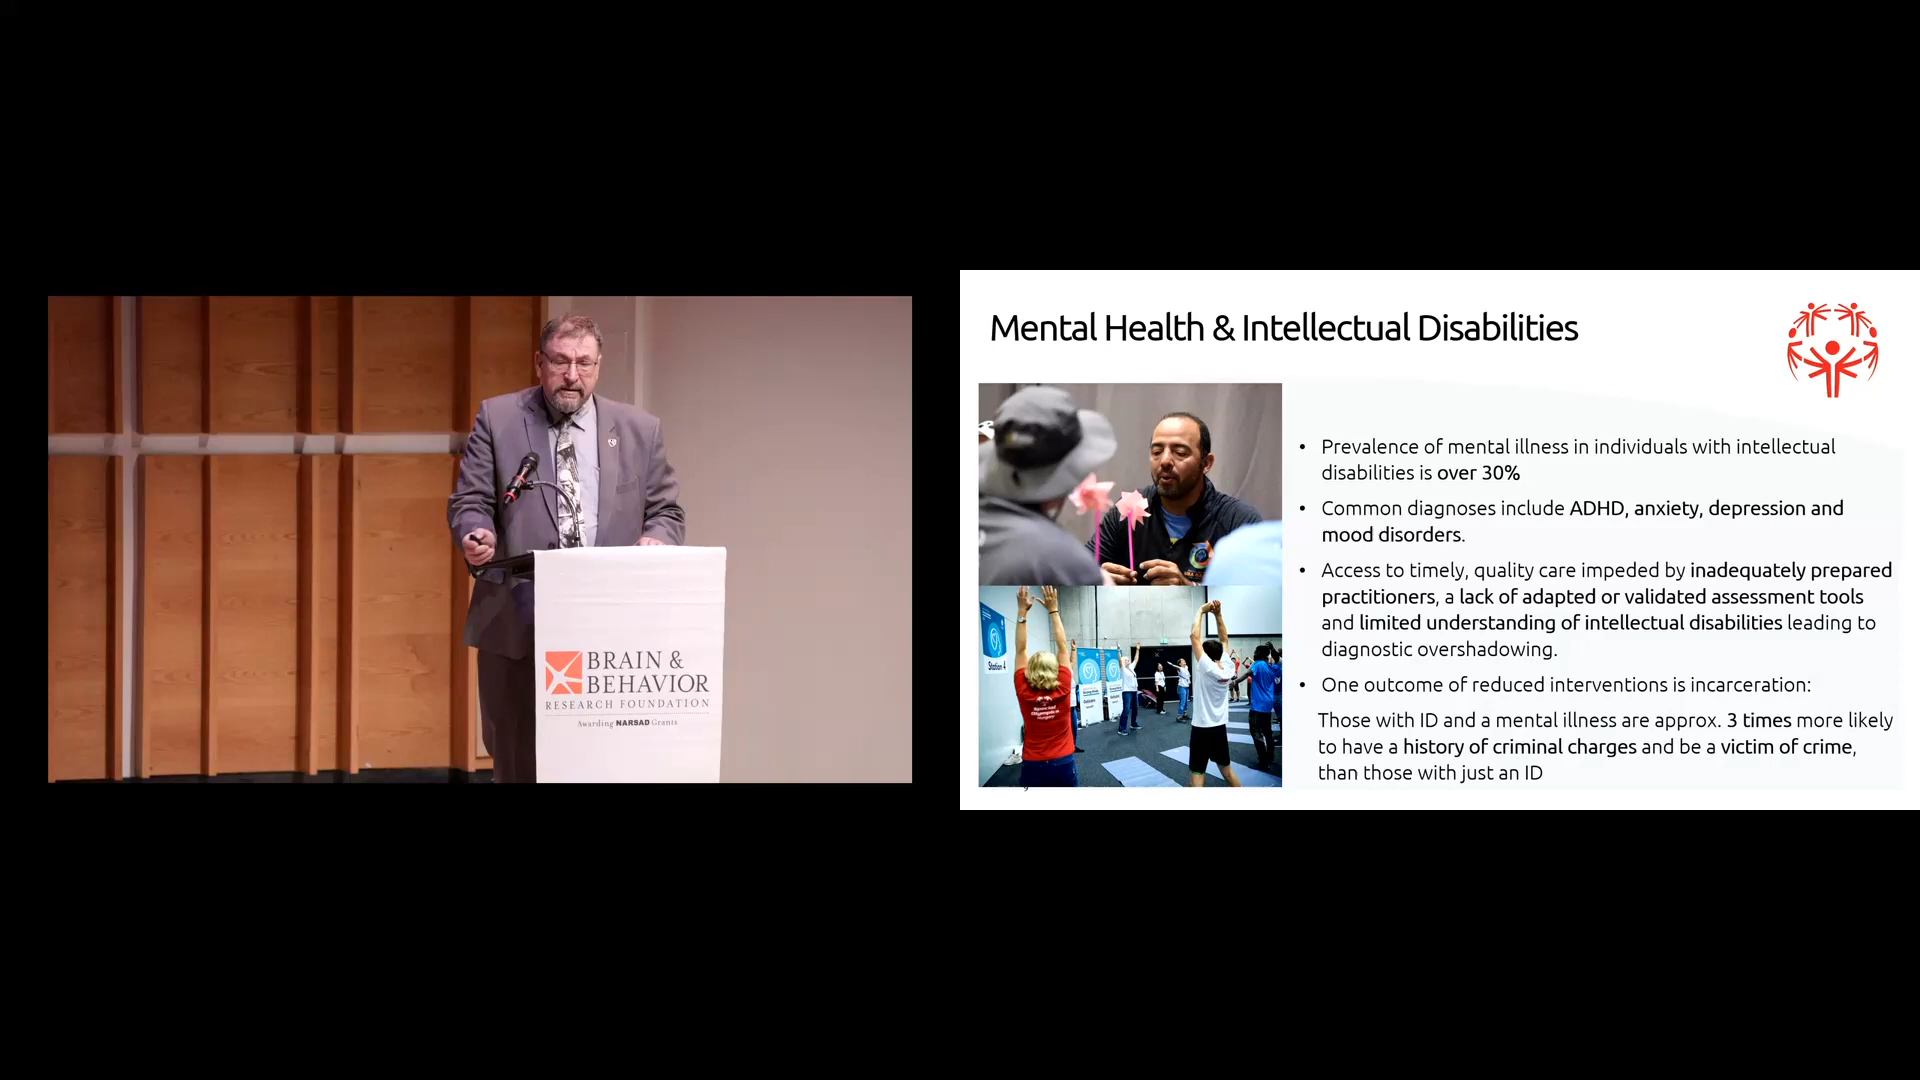 BRAIN &
BEHAVIOR
RESEARCH FOUNDATION
Awarding NARSAD Grants
Mental Health & Intellectual Disabilities
Station 4
• Prevalence of mental illness in individuals with intellectual
disabilities is over 30%
• Common diagnoses include ADHD, anxiety, depression and
mood disorders.
• Access to timely, quality care impeded by inadequately prepared
practitioners, a lack of adapted or validated assessment tools
and limited understanding of intellectual disabilities leading to
diagnostic overshadowing.
• One outcome of reduced interventions is incarceration:
Those with ID and a mental illness are approx. 3 times more likely
to have a history of criminal charges and be a victim of crime,
than those with just an ID